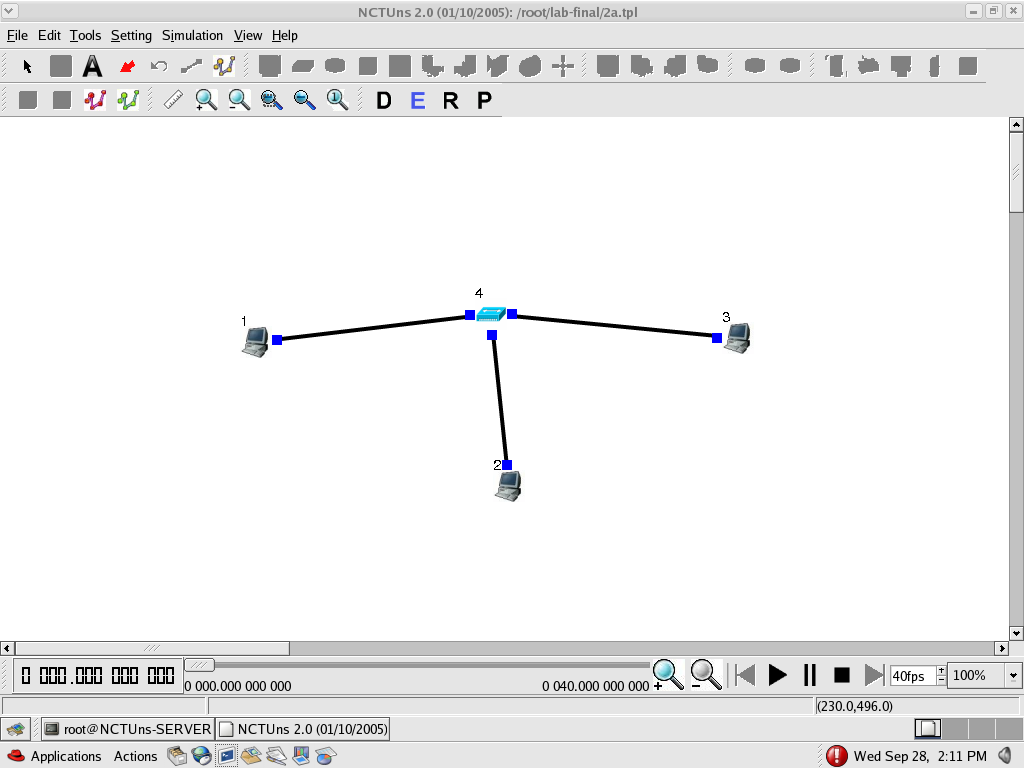 NCTUns 2.0 (01/10/2005): /root/lab-final/2a.tpl
File Edit Tools Setting Simulation View Help
A
D E R P
4
1
3
2
0 000.000 000 000
0 000.000 000 000
0 040.000 000 000
40fps
100%
(230.0,496.0)
root@NCTUns-SERVER
NCTUns 2.0 (01/10/2005)
Applications Actions
Wed Sep 28, 2:11 PM